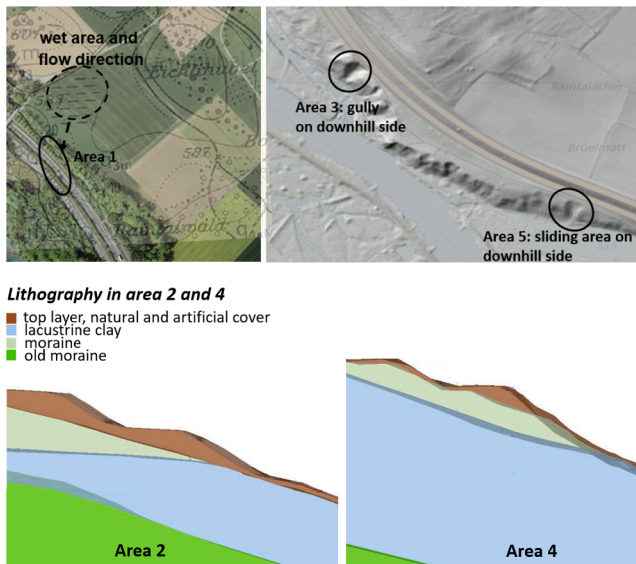 wet area and
flow direction
Area 1
Area 3: gully
on downhill side
Raintalacher
Brüelmatt
Area 5: sliding area on
downhill side
Lithography in area 2 and 4
top layer, natural and artificial cover
lacustrine clay
moraine
old moraine
Area 2
Area 4